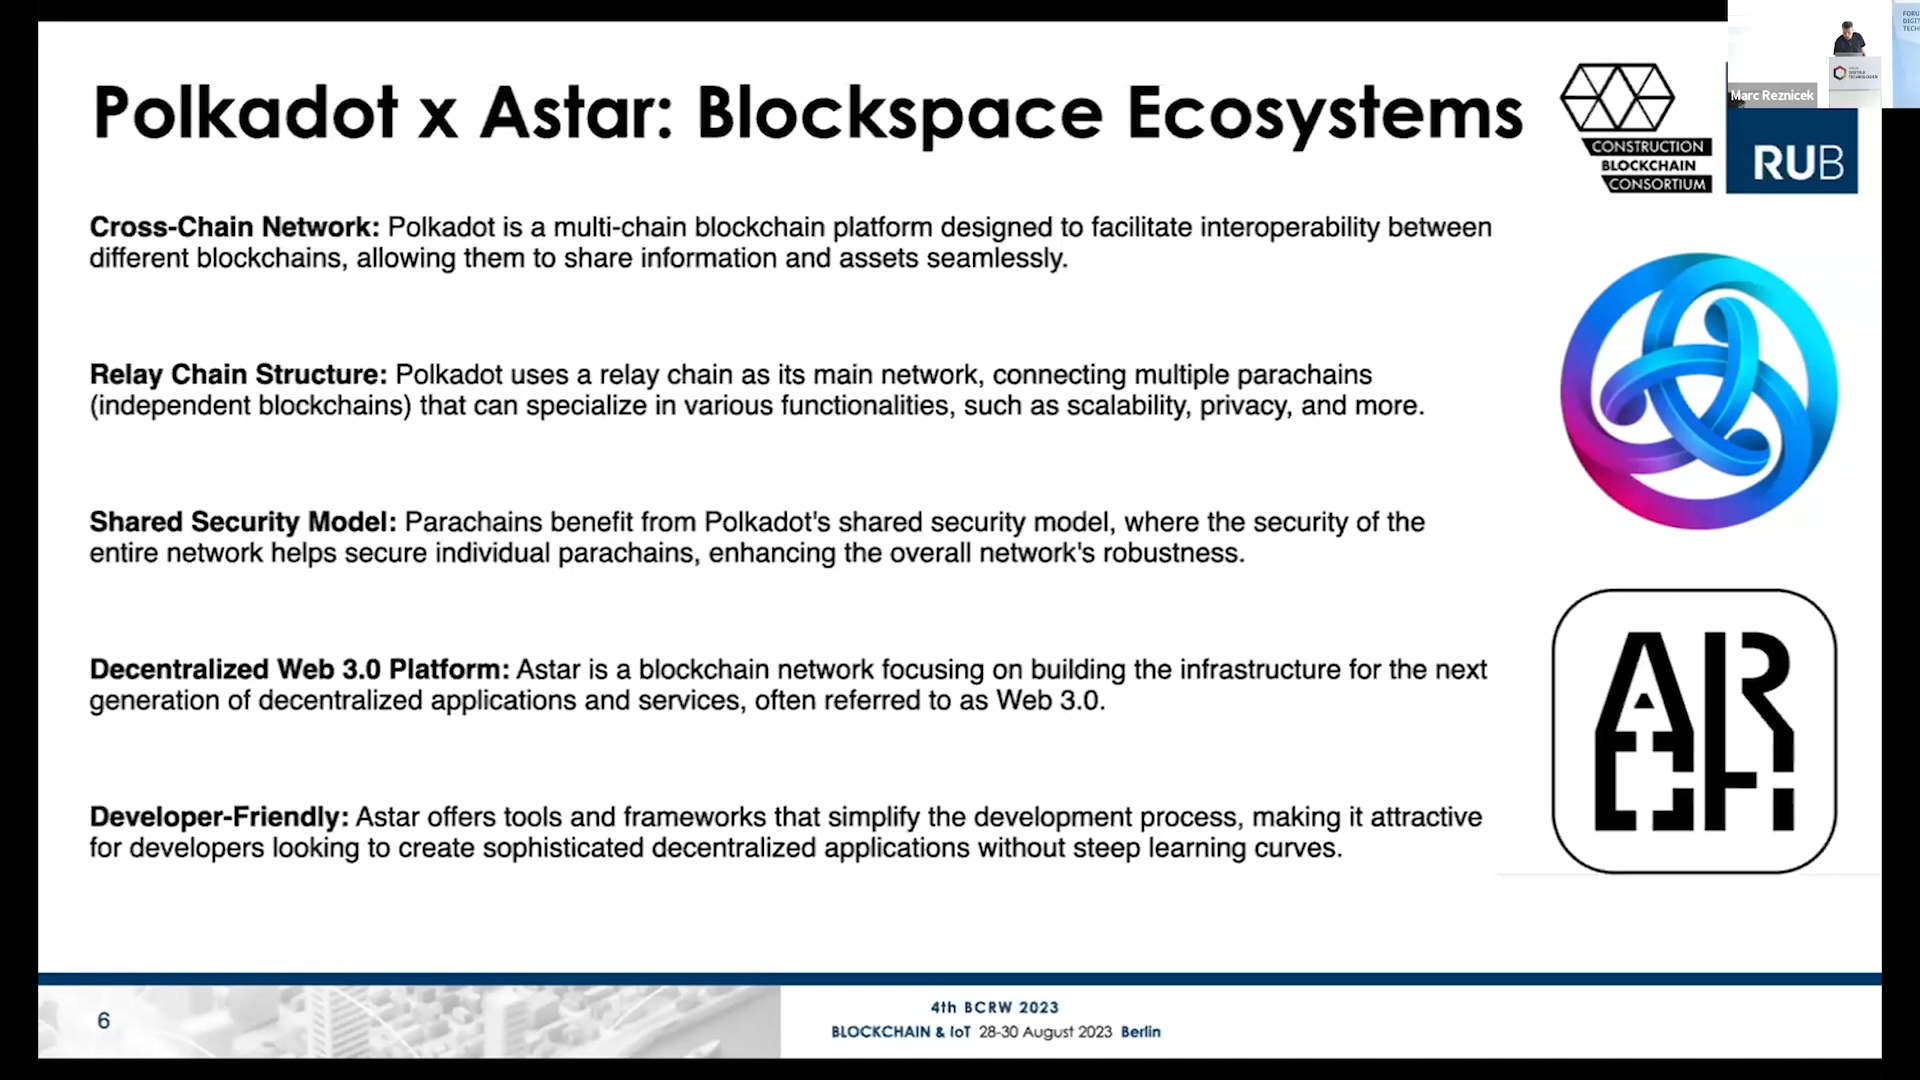 Polkadot x Astar: Blockspace Ecosystems
CONSTRUCTION
BLOCKCHAIN
CONSORTIUM
RUB
Marc Reznicek
Cross-Chain Network: Polkadot is a multi-chain blockchain platform designed to facilitate interoperability between
different blockchains, allowing them to share information and assets seamlessly.
Relay Chain Structure: Polkadot uses a relay chain as its main network, connecting multiple parachains
(independent blockchains) that can specialize in various functionalities, such as scalability, privacy, and more.
Shared Security Model: Parachains benefit from Polkadot's shared security model, where the security of the
entire network helps secure individual parachains, enhancing the overall network's robustness.
Decentralized Web 3.0 Platform: Astar is a blockchain network focusing on building the infrastructure for the next
generation of decentralized applications and services, often referred to as Web 3.0.
Developer-Friendly: Astar offers tools and frameworks that simplify the development process, making it attractive
for developers looking to create sophisticated decentralized applications without steep learning curves.
AR
CH
6
4th BCRW 2023
BLOCKCHAIN & IoT 28-30 August 2023 Berlin